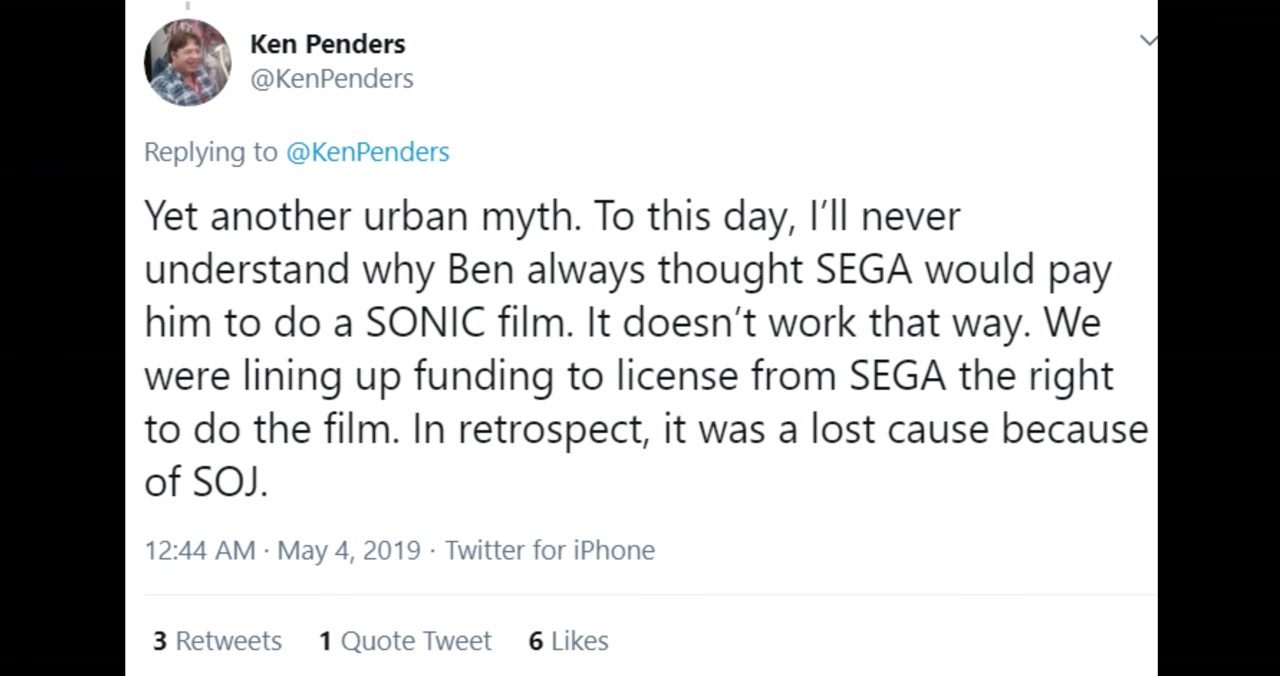 Ken Penders
@KenPenders
Replying to @KenPenders
Yet another urban myth. To this day, I’ll never
understand why Ben always thought SEGA would pay
him to do a SONIC film. It doesn’t work that way. We
were lining up funding to license from SEGA the right
to do the film. In retrospect, it was a lost cause because
of SOJ.
12:44 AM · May 4, 2019 · Twitter for iPhone
3 Retweets 1 Quote Tweet 6 Likes